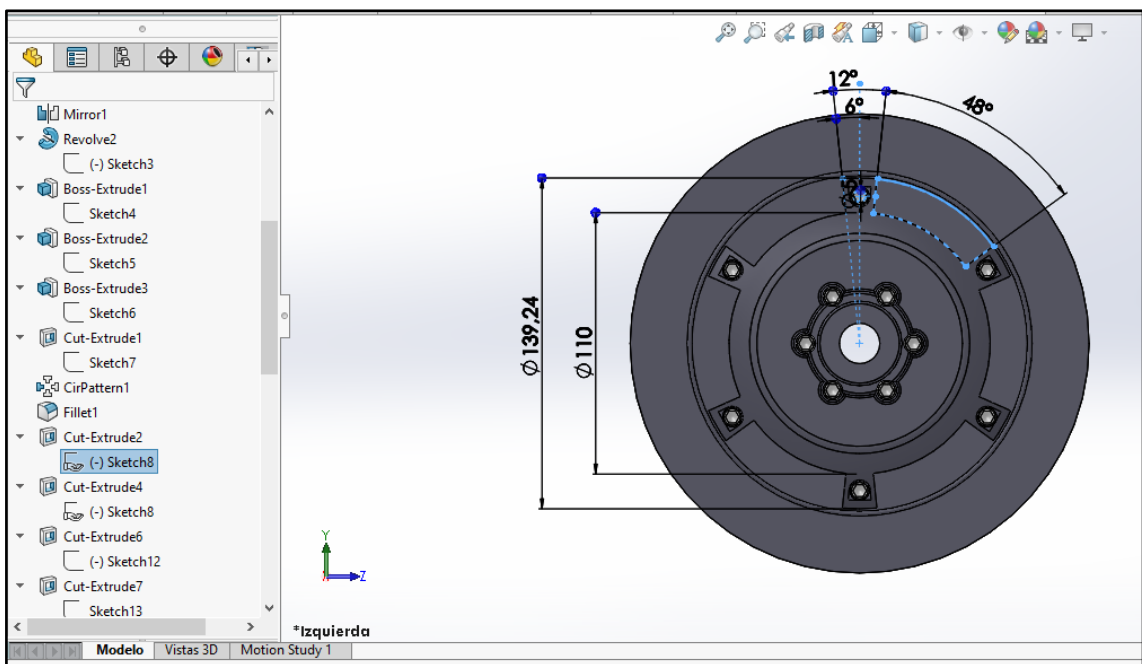 Mirror1
Revolve2
(-) Sketch3
Boss-Extrude1
Sketch4
Boss-Extrude2
Sketch5
Boss-Extrude3
Sketch6
Cut-Extrude1
Sketch7
CirPattern1
Fillet1
Cut-Extrude2
(-) Sketch8
Cut-Extrude4
(-) Sketch8
Cut-Extrude6
(-) Sketch12
Cut-Extrude7
Sketch13
12°
6°
48°
Ø139,24
Ø110
Y
Z
*Izquierda
Modelo
Vistas 3D
Motion Study 1